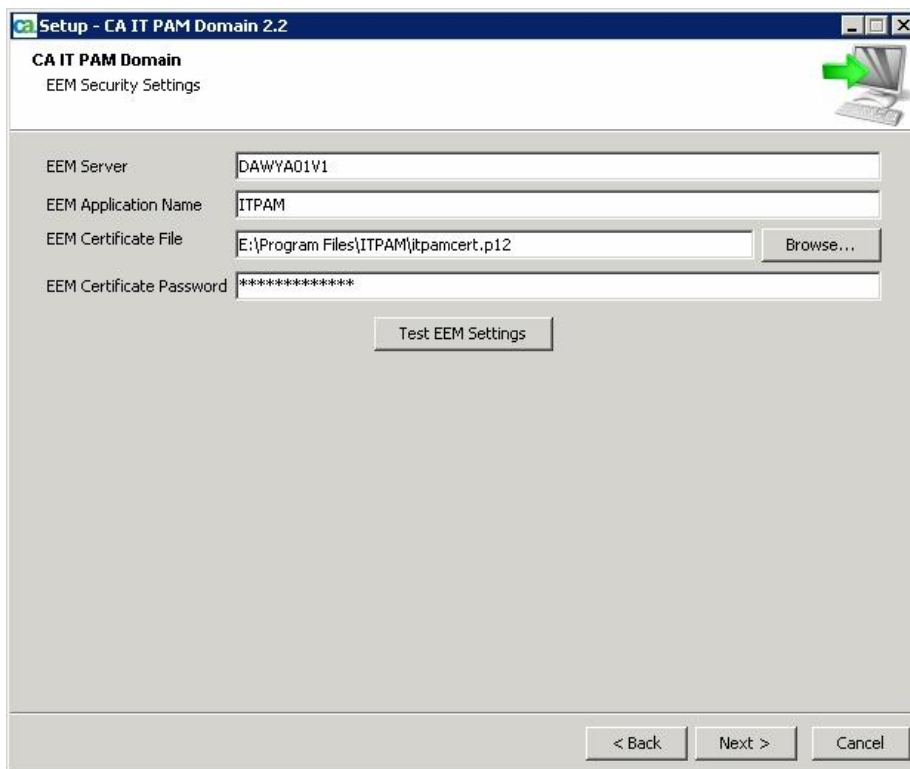 ca Setup - CA IT PAM Domain 2.2
CA IT PAM Domain
EEM Security Settings
EEM Server DAWYA01V1
EEM Application Name ITPAM
EEM Certificate File E:\Program Files\ITPAM\itpamcert.p12 Browse...
EEM Certificate Password *************
Test EEM Settings
< Back Next > Cancel